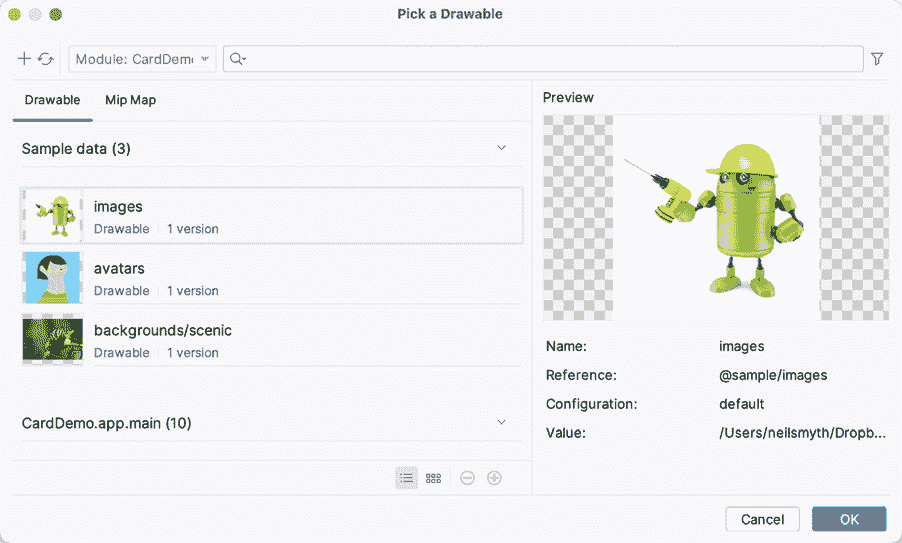 Pick a Drawable
Module: CardDem
Drawable Mip Map
Sample data (3)
images
Drawable 1 version
avatars
Drawable 1 version
backgrounds/scenic
Drawable 1 version
CardDemo.app.main (10)
Preview
Name: images
Reference: @sample/images
Configuration: default
Value: /Users/neilsmyth/Dropb...
Cancel OK